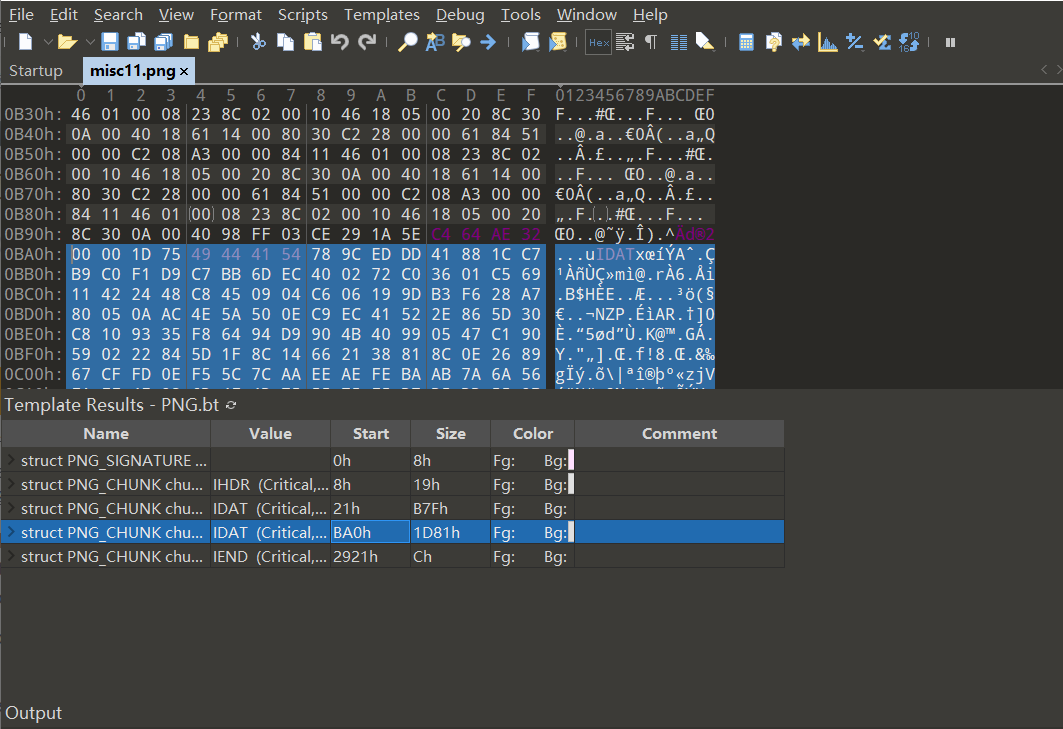 File Edit Search View Format Scripts Templates Debug Tools Window Help
Startup misc11.png ×
0 1 2 3 4 5 6 7 8 9 A B C D E F 0123456789ABCDEF
0B30h: 46 01 00 08 23 8C 02 00 10 46 18 05 00 20 8C 30 F...#Œ...F... Œ0
0B40h: 0A 00 40 18 61 14 00 80 30 C2 28 00 00 61 84 51 ..@.a..€0Â(..a„Q
0B50h: 00 00 C2 08 A3 00 00 84 11 46 01 00 08 23 8C 02 ..Â.£..„.F...#Œ.
0B60h: 00 10 46 18 05 00 20 8C 30 0A 00 40 18 61 14 00 ..F... Œ0..@.a..
0B70h: 80 30 C2 28 00 00 61 84 51 00 00 C2 08 A3 00 00 €0Â(..a„Q..Â.£..
0B80h: 84 11 46 01 00 08 23 8C 02 00 10 46 18 05 00 20 „.F...#Œ...F...
0B90h: 8C 30 0A 00 40 98 FF 03 CE 29 1A 5E C4 64 AE 32 Œ0..@˜ÿ.Î).^Äd®2
0BA0h: 00 00 1D 75 49 44 41 54 78 9C ED DD 41 88 1C C7 ...uIDATxœíÝAˆ.Ç
0BB0h: B9 C0 F1 D9 C7 BB 6D EC 40 02 72 C0 36 01 C5 69 ¹ÀñÙÇ»mì@.rÀ6.Åi
0BC0h: 11 42 24 48 C8 45 09 04 C6 06 19 9D B3 F6 28 A7 .B$HÈE..Æ...³ö(§
0BD0h: 80 05 0A AC 4E 5A 50 0E C9 EC 41 52 2E 86 5D 30 €..¬NZP.ÉìAR.†]0
0BE0h: C8 10 93 35 F8 64 94 D9 90 4B 40 99 05 47 C1 90 È.“5ød”Ù.K@™.GÁ.
0BF0h: 59 02 22 84 5D 1F 8C 14 66 21 38 81 8C 0E 26 89 Y."„].Œ.f!8.Œ.&‰
0C00h: 67 CF FD 0E F5 5C 7C AA EE AE FE BA AB 7A 6A 56 gÏý.õ\|ªî®þº«zjV
Template Results - PNG.bt
Name Value Start Size Color Comment
struct PNG_SIGNATURE ... 0h 8h Fg: Bg:
struct PNG_CHUNK chu... IHDR (Critical,... 8h 19h Fg: Bg:
struct PNG_CHUNK chu... IDAT (Critical,... 21h B7Fh Fg: Bg:
struct PNG_CHUNK chu... IDAT (Critical,... BA0h 1D81h Fg: Bg:
struct PNG_CHUNK chu... IEND (Critical,... 2921h Ch Fg: Bg:
Output